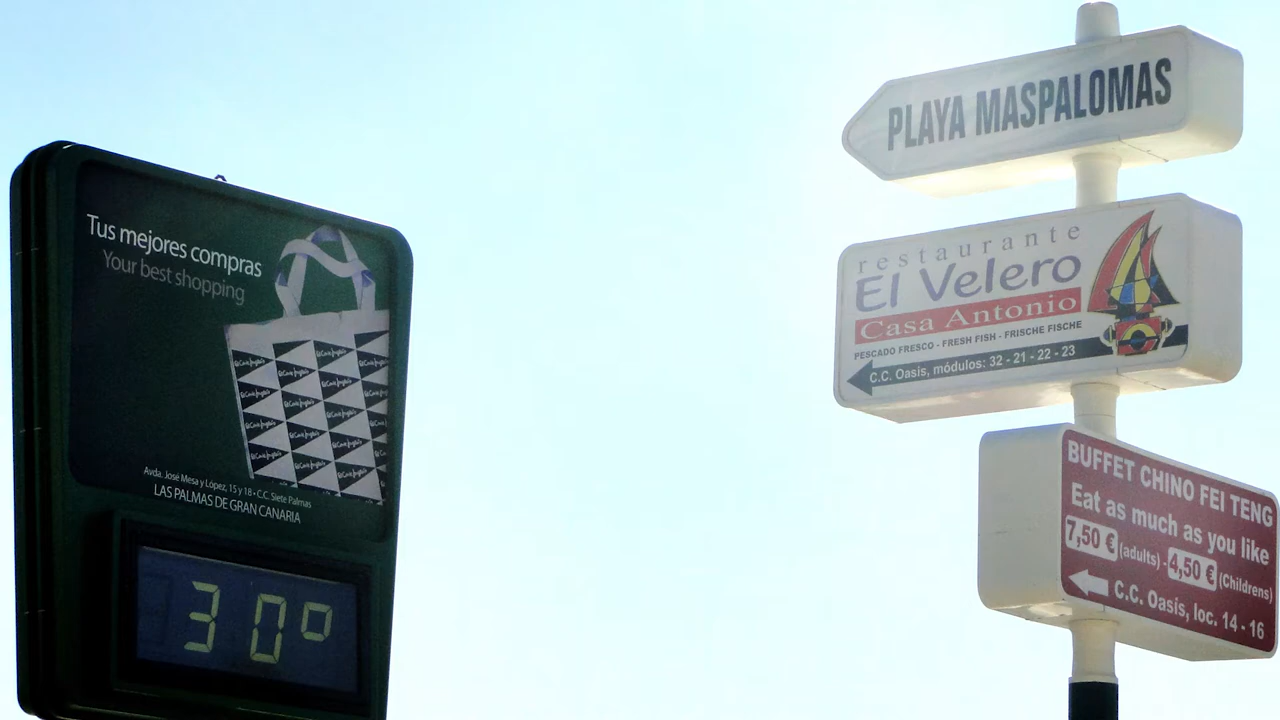 Tus mejores compras
Your best shopping
El Corte Inglés
Avda. José Mesa y López, 15 y 18 • C.C. Siete Palmas
LAS PALMAS DE GRAN CANARIA
30°
PLAYA MASPALOMAS
restaurante
El Velero
Casa Antonio
PESCADO FRESCO - FRESH FISH - FRISCHE FISCHE
C.C. Oasis, módulos: 32 - 21 - 22 - 23
BUFFET CHINO FEI TENG
Eat as much as you like
7,50 € (adults) - 4,50 € (Childrens)
C.C. Oasis, loc. 14 - 16